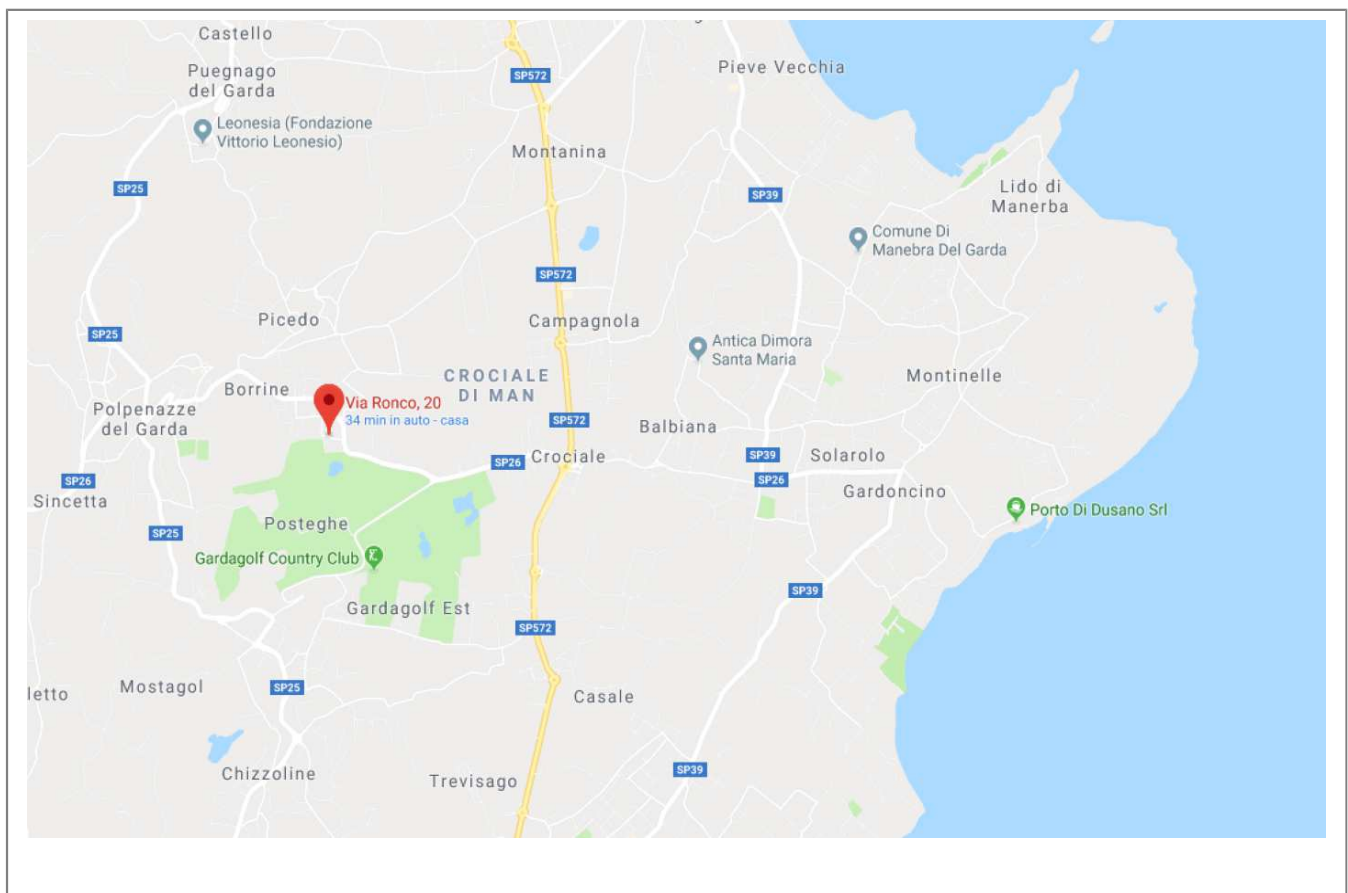 Castello
Puegnago
del Garda
SP572
Pieve Vecchia
Leonesia (Fondazione
Vittorio Leonesio)
Montanina
SP25
SP39
Lido di
Manerba
Comune Di
Manebra Del Garda
SP572
Picedo
Campagnola
SP25
Antica Dimora
Santa Maria
CROCIALE
DI MAN
Montinelle
Borrine
Via Ronco, 20
34 min in auto - casa
Polpenazze
del Garda
SP572
Balbiana
SP39
Solarolo
SP26
Crociale
SP26
SP26
Sincetta
Gardoncino
Porto Di Dusano Srl
Posteghe
SP25
Gardagolf Country Club
SP39
Gardagolf Est
SP572
letto
Mostagol
SP25
Casale
Chizzoline
Trevisago
SP39